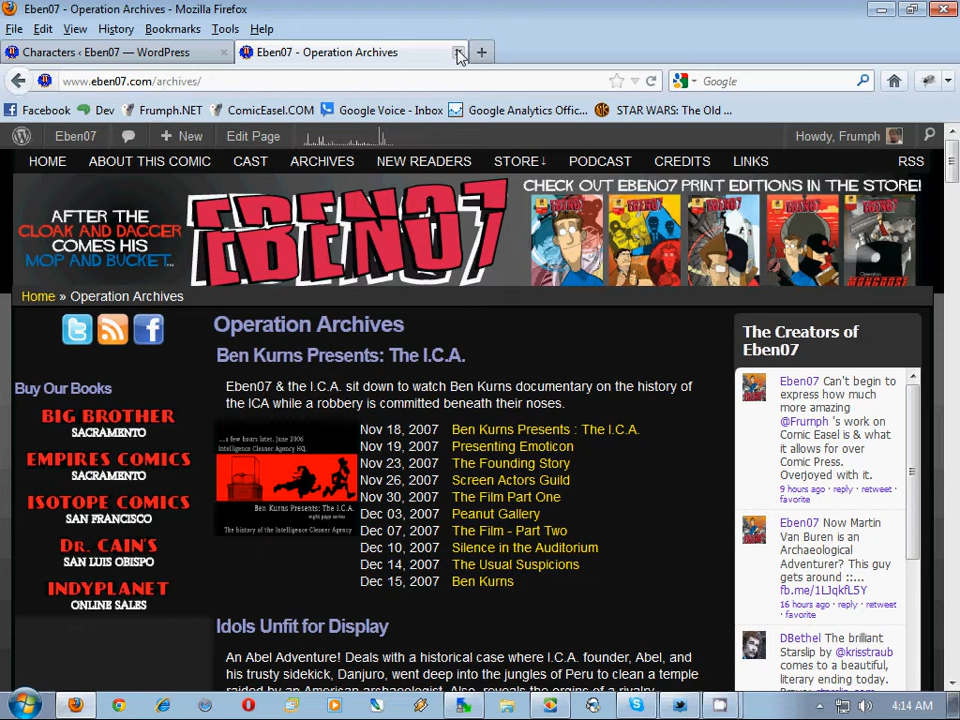 Eben07 - Operation Archives - Mozilla Firefox
File Edit View History Bookmarks Tools Help
Characters ‹ Eben07 — WordPress
Eben07 - Operation Archives
www.eben07.com/archives/
Google
Facebook Dev Frumph.NET ComicEasel.COM Google Voice - Inbox Google Analytics Offic... STAR WARS: The Old ...
Eben07 New Edit Page Howdy, Frumph
HOME ABOUT THIS COMIC CAST ARCHIVES NEW READERS STORE↓ PODCAST CREDITS LINKS RSS
AFTER THE
CLOAK AND DAGGER
COMES HIS
MOP AND BUCKET...
EBEN07
CHECK OUT EBEN07 PRINT EDITIONS IN THE STORE!
Home » Operation Archives
Buy Our Books
BIG BROTHER
SACRAMENTO
EMPIRES COMICS
SACRAMENTO
ISOTOPE COMICS
SAN FRANCISCO
DR. CAIN'S
SAN LUIS OBISPO
INDYPLANET
ONLINE SALES
Operation Archives
Ben Kurns Presents: The I.C.A.
Eben07 & the I.C.A. sit down to watch Ben Kurns documentary on the history of
the ICA while a robbery is committed beneath their noses.
...a few hours later, June 2006
Intelligence Cleaner Agency HQ.
Ben Kurns Presents: The I.C.A.
The history of the Intelligence Cleaner Agency
Nov 18, 2007 Ben Kurns Presents : The I.C.A.
Nov 19, 2007 Presenting Emoticon
Nov 23, 2007 The Founding Story
Nov 26, 2007 Screen Actors Guild
Nov 30, 2007 The Film Part One
Dec 03, 2007 Peanut Gallery
Dec 07, 2007 The Film - Part Two
Dec 10, 2007 Silence in the Auditorium
Dec 14, 2007 The Usual Suspicions
Dec 15, 2007 Ben Kurns
Idols Unfit for Display
An Abel Adventure! Deals with a historical case where I.C.A. founder, Abel, and
his trusty sidekick, Danjuro, went deep into the jungles of Peru to clean a temple
raided by an American archaeologist. Also, reveals the orgins of a rivalry
The Creators of
Eben07
Eben07 Can't begin to
express how much
more amazing
@Frumph 's work on
Comic Easel is & what
it allows for over
Comic Press.
Overjoyed with it.
9 hours ago · reply · retweet ·
favorite
Eben07 Now Martin
Van Buren is an
Archaeological
Adventurer? This guy
gets around ::...
fb.me/1LJqkfL5Y
16 hours ago · reply · retweet
· favorite
DBethel The brilliant
Starslip by @krisstraub
comes to a beautiful,
literary ending today.
4:14 AM